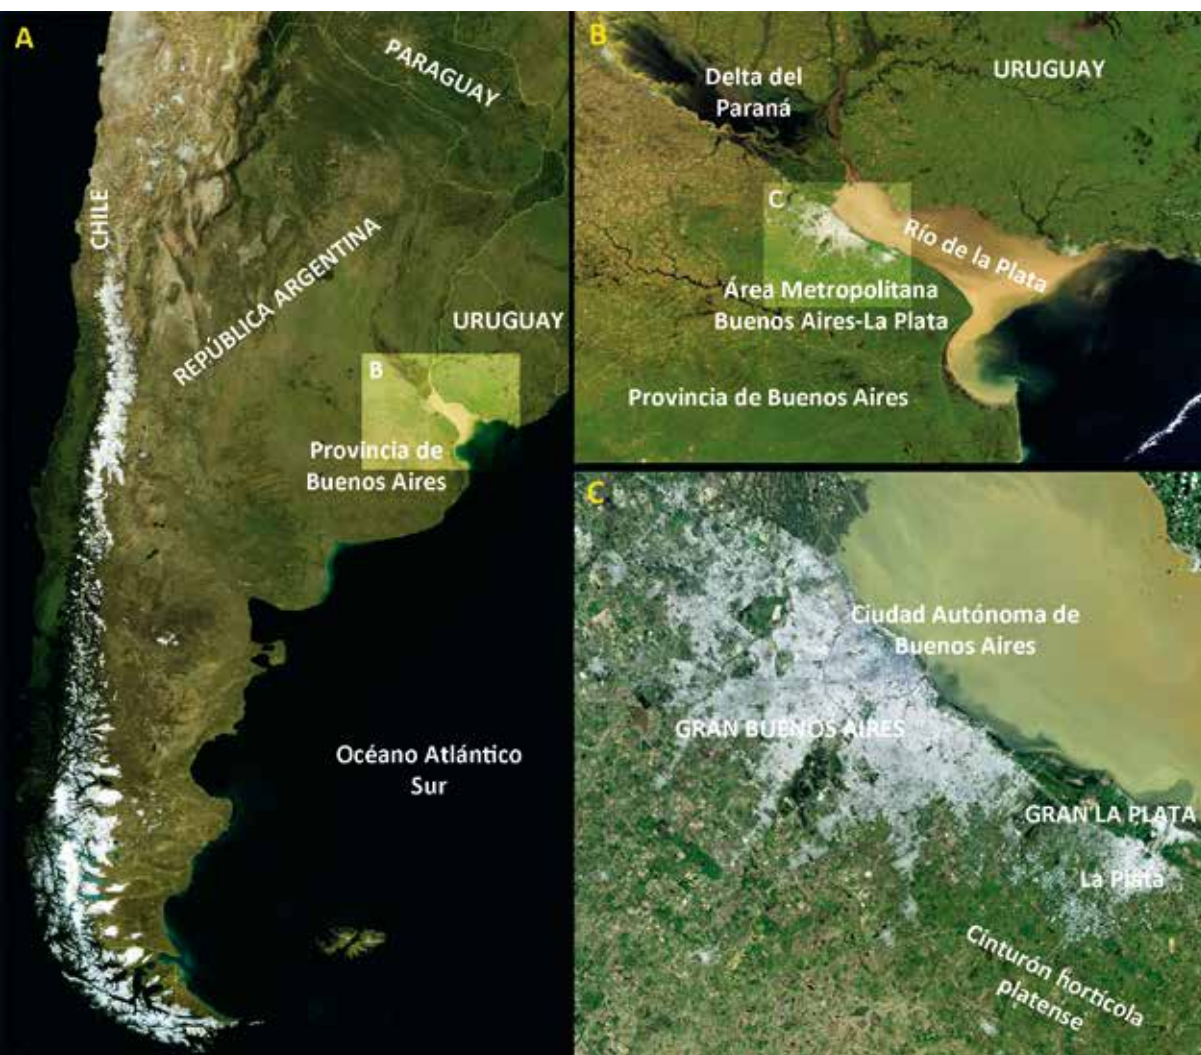 A
PARAGUAY
CHILE
REPÚBLICA ARGENTINA
URUGUAY
B
Provincia de
Buenos Aires
Océano Atlántico
Sur
B
Delta del
Paraná
URUGUAY
C
Río de la Plata
Área Metropolitana
Buenos Aires-La Plata
Provincia de Buenos Aires
C
Ciudad Autónoma de
Buenos Aires
GRAN BUENOS AIRES
GRAN LA PLATA
La Plata
Cinturón hortícola
platense